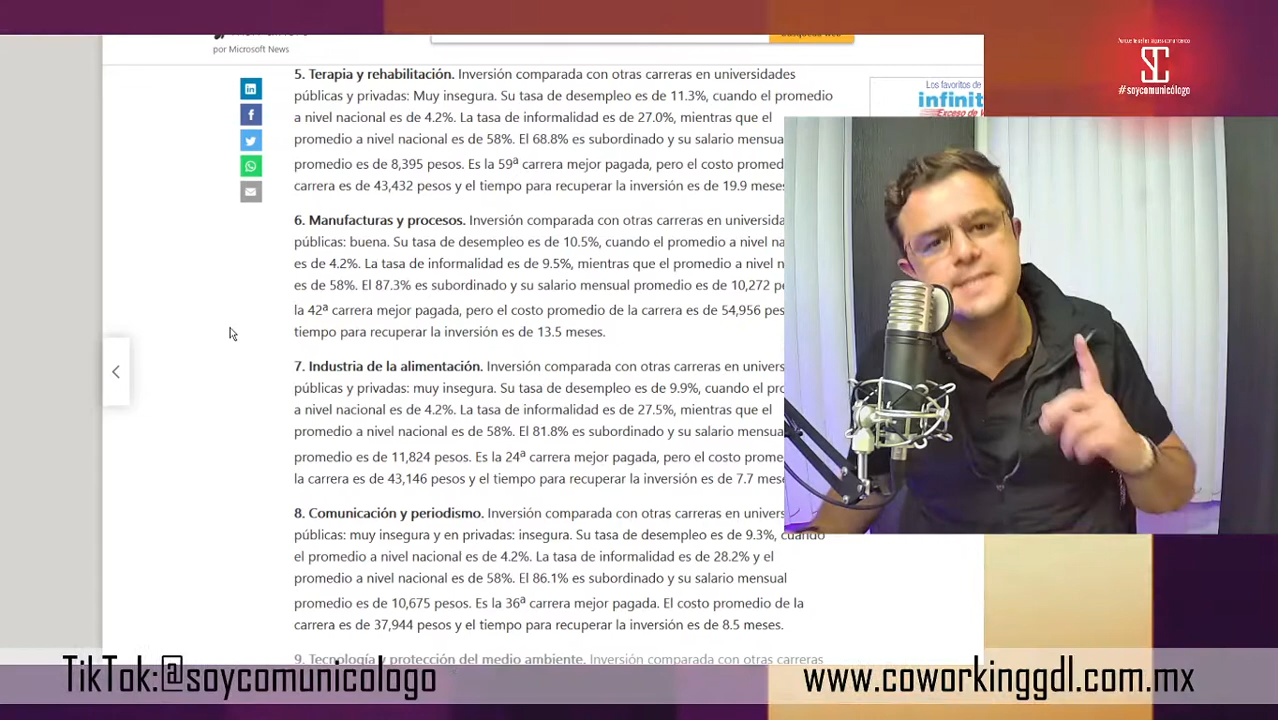 por Microsoft News
#soycomunicólogo
Los favoritos de
infinit
5. Terapia y rehabilitación. Inversión comparada con otras carreras en universidades
públicas y privadas: Muy insegura. Su tasa de desempleo es de 11.3%, cuando el promedio
a nivel nacional es de 4.2%. La tasa de informalidad es de 27.0%, mientras que el
promedio a nivel nacional es de 58%. El 68.8% es subordinado y su salario mensua
promedio es de 8,395 pesos. Es la 59ª carrera mejor pagada, pero el costo promed
carrera es de 43,432 pesos y el tiempo para recuperar la inversión es de 19.9 meses
6. Manufacturas y procesos. Inversión comparada con otras carreras en universida
públicas: buena. Su tasa de desempleo es de 10.5%, cuando el promedio a nivel na
es de 4.2%. La tasa de informalidad es de 9.5%, mientras que el promedio a nivel n
es de 58%. El 87.3% es subordinado y su salario mensual promedio es de 10,272 pe
la 42ª carrera mejor pagada, pero el costo promedio de la carrera es de 54,956 pes
tiempo para recuperar la inversión es de 13.5 meses.
7. Industria de la alimentación. Inversión comparada con otras carreras en univers
públicas y privadas: muy insegura. Su tasa de desempleo es de 9.9%, cuando el pro
a nivel nacional es de 4.2%. La tasa de informalidad es de 27.5%, mientras que el
promedio a nivel nacional es de 58%. El 81.8% es subordinado y su salario mensua
promedio es de 11,824 pesos. Es la 24ª carrera mejor pagada, pero el costo prome
la carrera es de 43,146 pesos y el tiempo para recuperar la inversión es de 7.7 mese
8. Comunicación y periodismo. Inversión comparada con otras carreras en univers
públicas: muy insegura y en privadas: insegura. Su tasa de desempleo es de 9.3%, cuando
el promedio a nivel nacional es de 4.2%. La tasa de informalidad es de 28.2% y el
promedio a nivel nacional es de 58%. El 86.1% es subordinado y su salario mensual
promedio es de 10,675 pesos. Es la 36ª carrera mejor pagada. El costo promedio de la
carrera es de 37,944 pesos y el tiempo para recuperar la inversión es de 8.5 meses.
9. Tecnología y protección del medio ambiente. Inversión comparada con otras carreras
TikTok:@soycomunicologo
www.coworkinggdl.com.mx